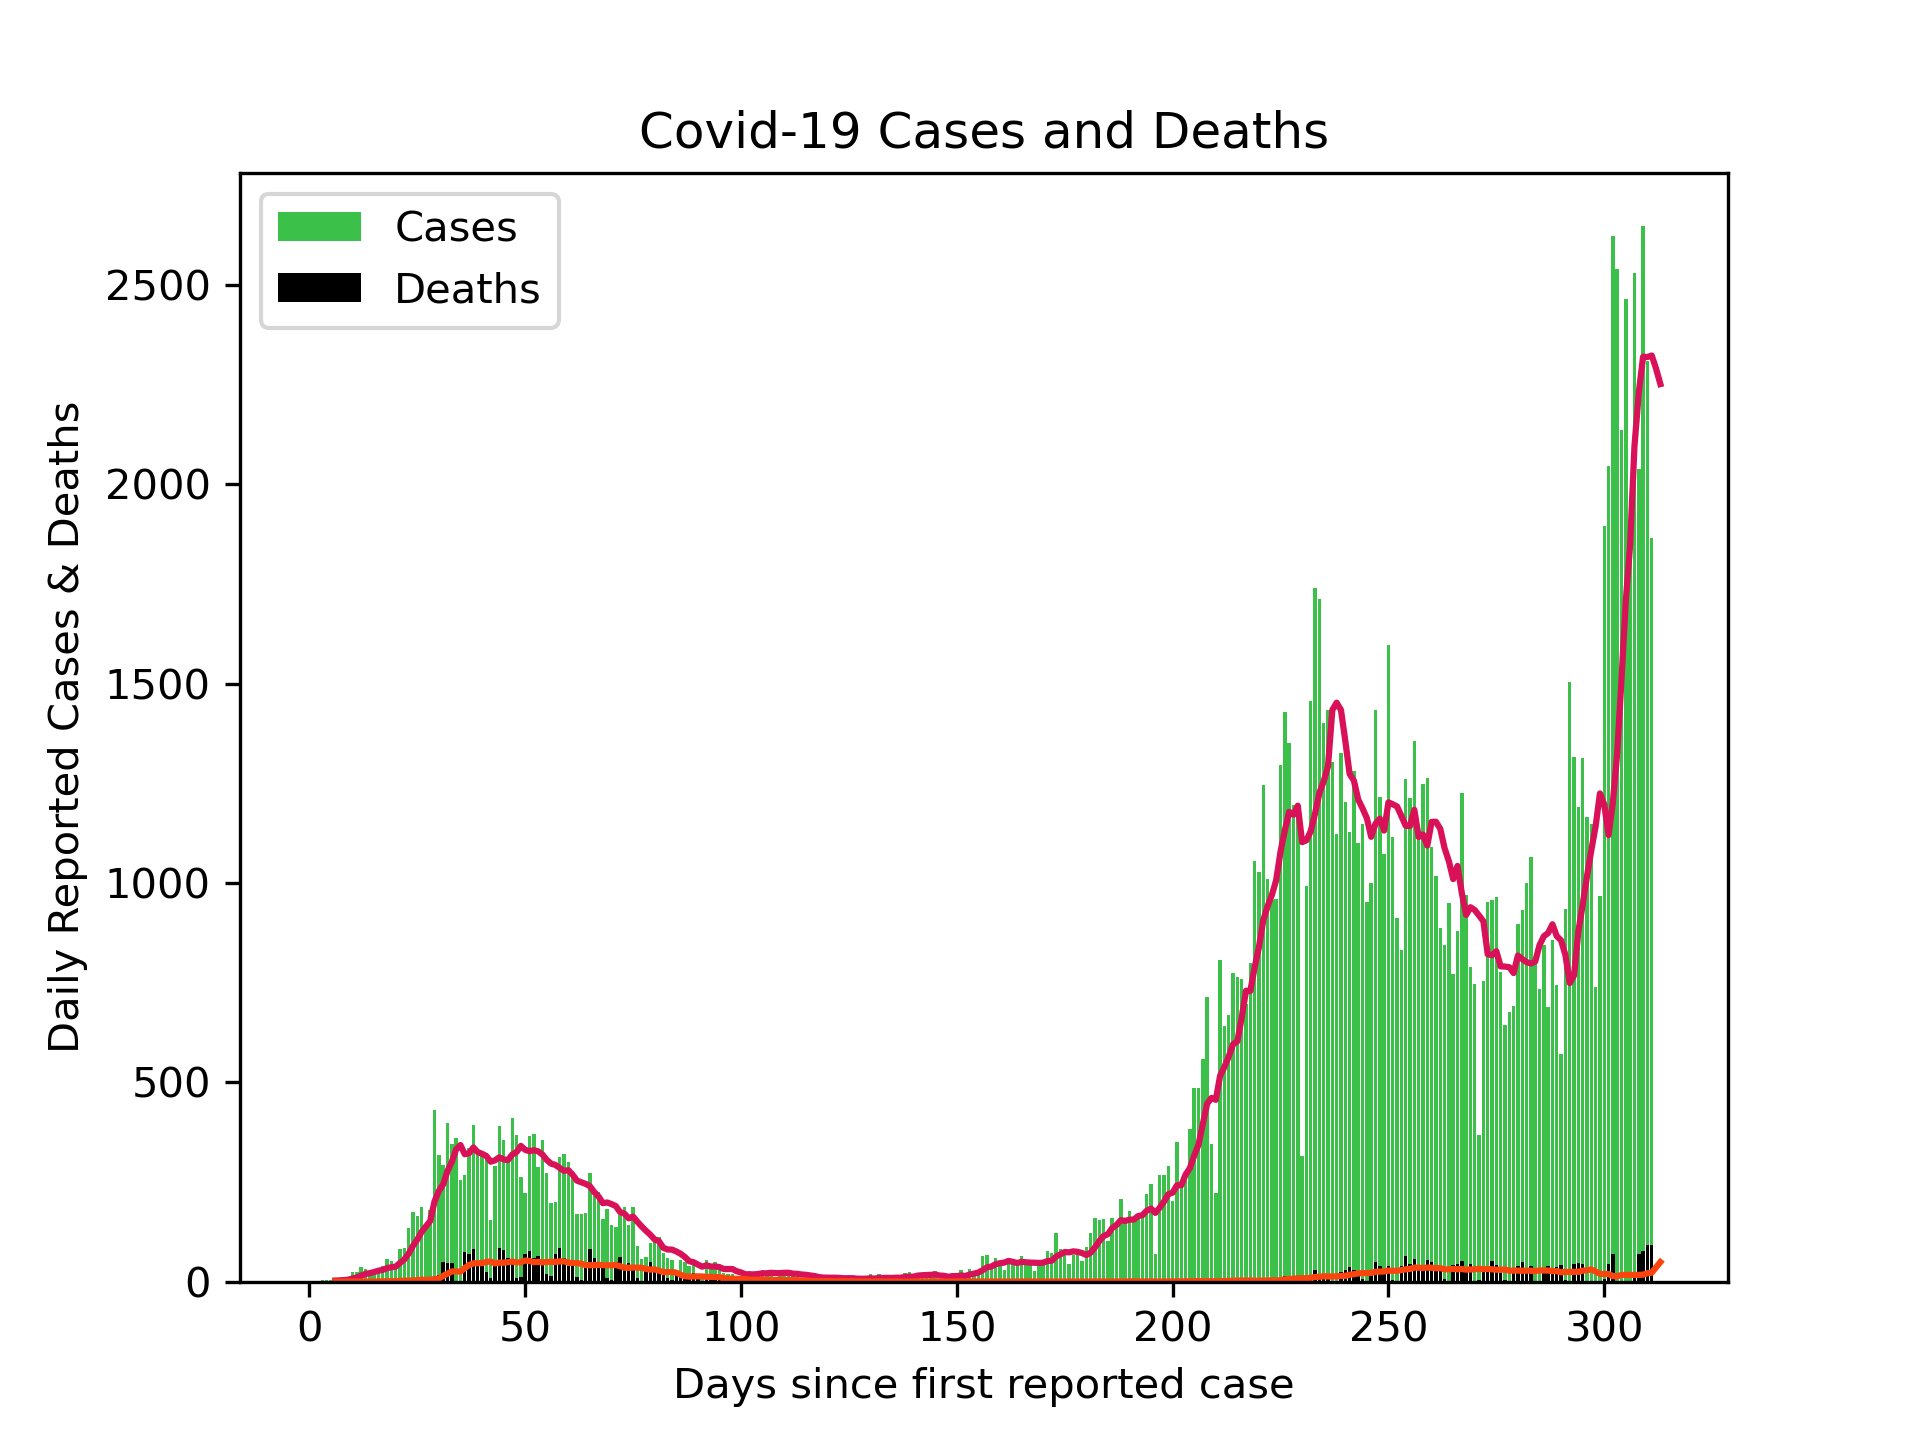 Covid-19 Cases and Deaths
Cases
Deaths
2500
2000
1500
1000
500
0
Daily Reported Cases & Deaths
0 50 100 150 200 250 300
Days since first reported case